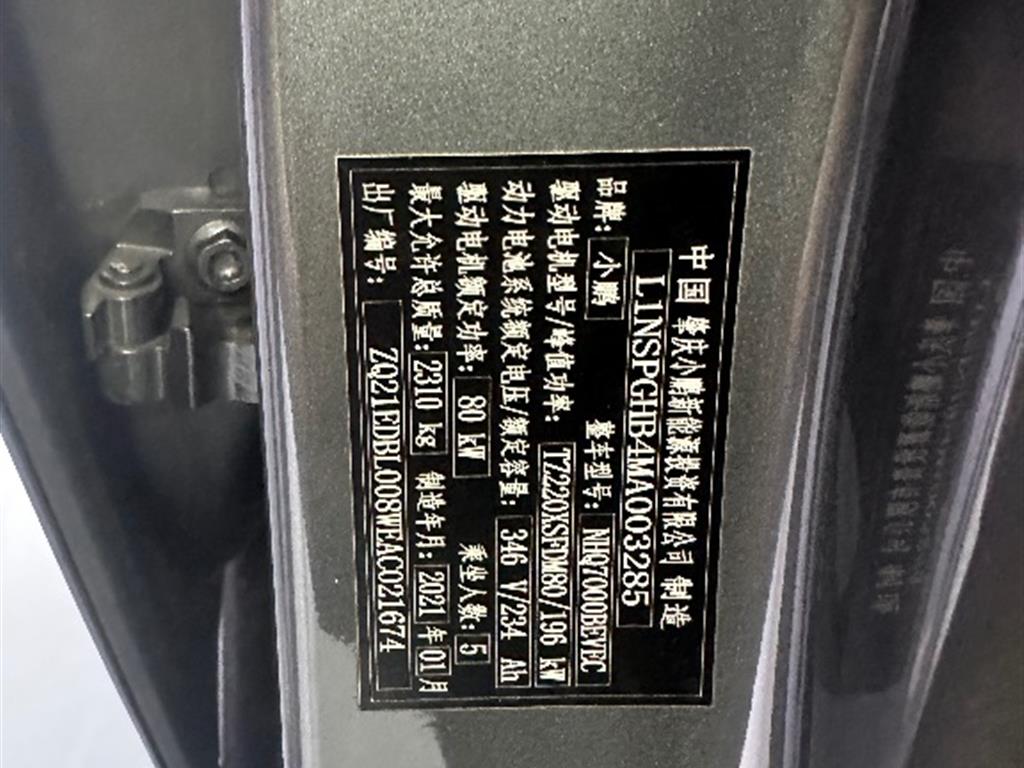 中国 肇庆小鹏新能源投资有限公司 制造
L1NSPGHB4MA003285
品牌: 小鹏 整车型号: NHQ7000BEVEC
驱动电机型号/峰值功率: TZ220XSFDM80/196 kW
动力电池系统额定电压/额定容量: 346 V/234 Ah
驱动电机额定功率: 80 kW 乘坐人数: 5
最大允许总质量: 2310 kg 制造年月: 2021 年 01 月
出厂编号: ZQ21EDBL008WEAC021674